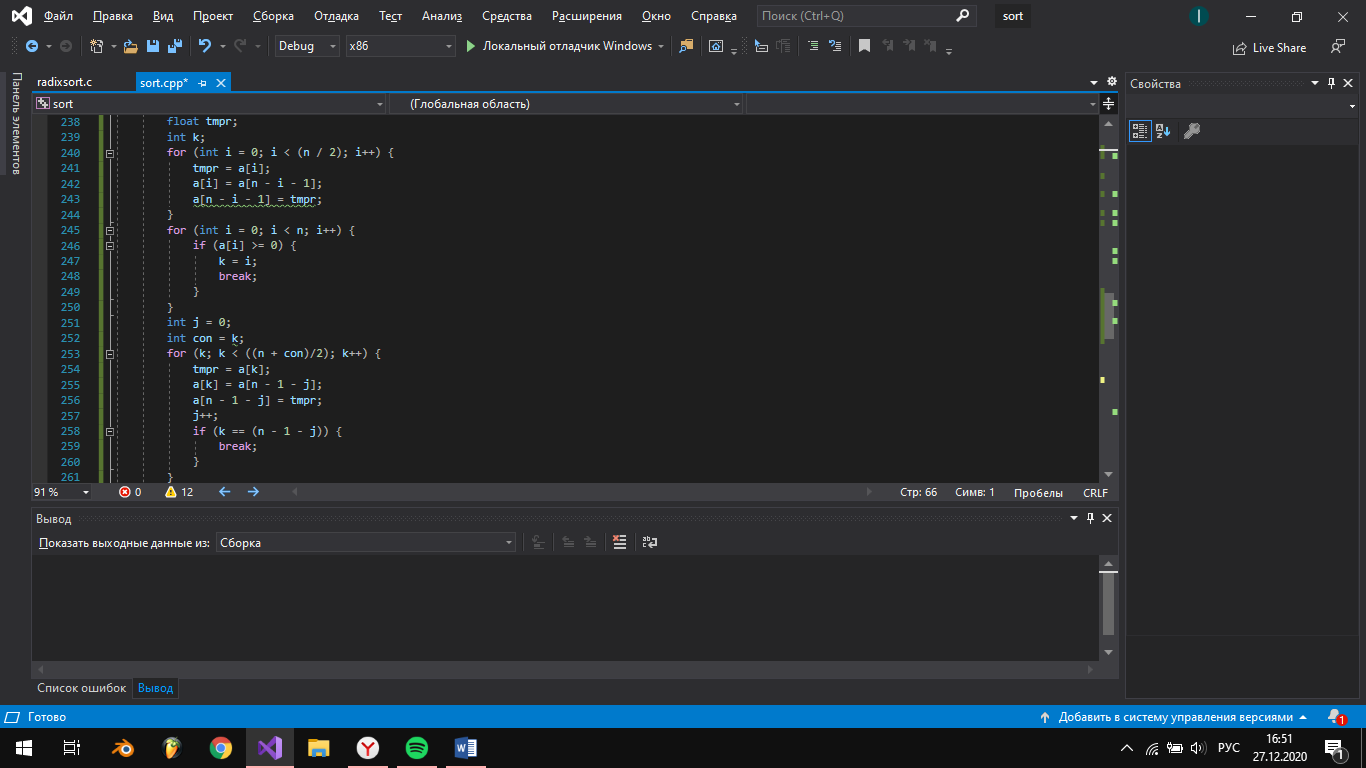 Файл Правка Вид Проект Сборка Отладка Тест Анализ Средства Расширения Окно Справка Поиск (Ctrl+Q) sort I
Debug x86 Локальный отладчик Windows Live Share
Панель элементов
radixsort.c sort.cpp*
sort (Глобальная область)
238 float tmpr;
239 int k;
240 for (int i = 0; i < (n / 2); i++) {
241 tmpr = a[i];
242 a[i] = a[n - i - 1];
243 a[n - i - 1] = tmpr;
244 }
245 for (int i = 0; i < n; i++) {
246 if (a[i] >= 0) {
247 k = i;
248 break;
249 }
250 }
251 int j = 0;
252 int con = k;
253 for (k; k < ((n + con)/2); k++) {
254 tmpr = a[k];
255 a[k] = a[n - 1 - j];
256 a[n - 1 - j] = tmpr;
257 j++;
258 if (k == (n - 1 - j)) {
259 break;
260 }
261 }
91 % 0 12 Стр: 66 Симв: 1 Пробелы CRLF
Вывод
Показать выходные данные из: Сборка
Список ошибок Вывод
Свойства
Готово Добавить в систему управления версиями 1
РУС 16:51
27.12.2020 1